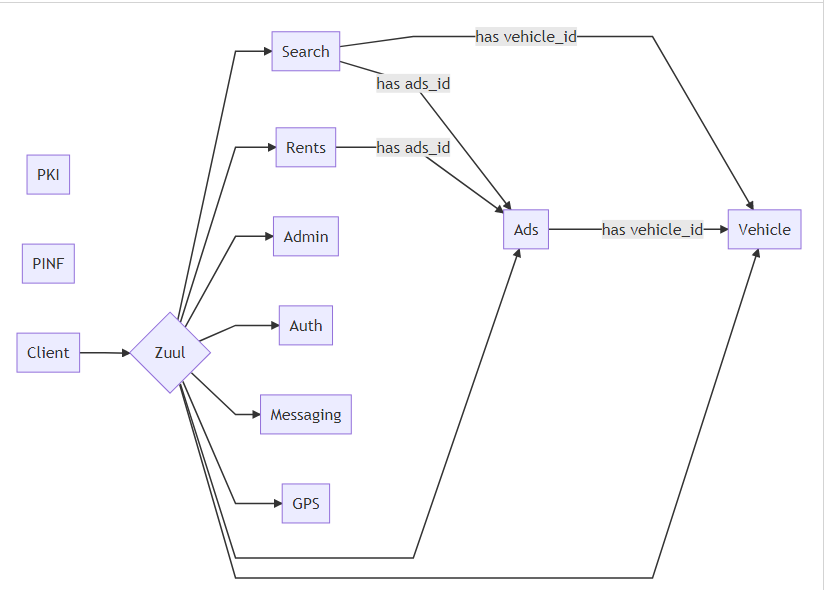 Search
has vehicle_id
has ads_id
Rents
has ads_id
PKI
Admin
Ads
has vehicle_id
Vehicle
PINF
Auth
Client
Zuul
Messaging
GPS